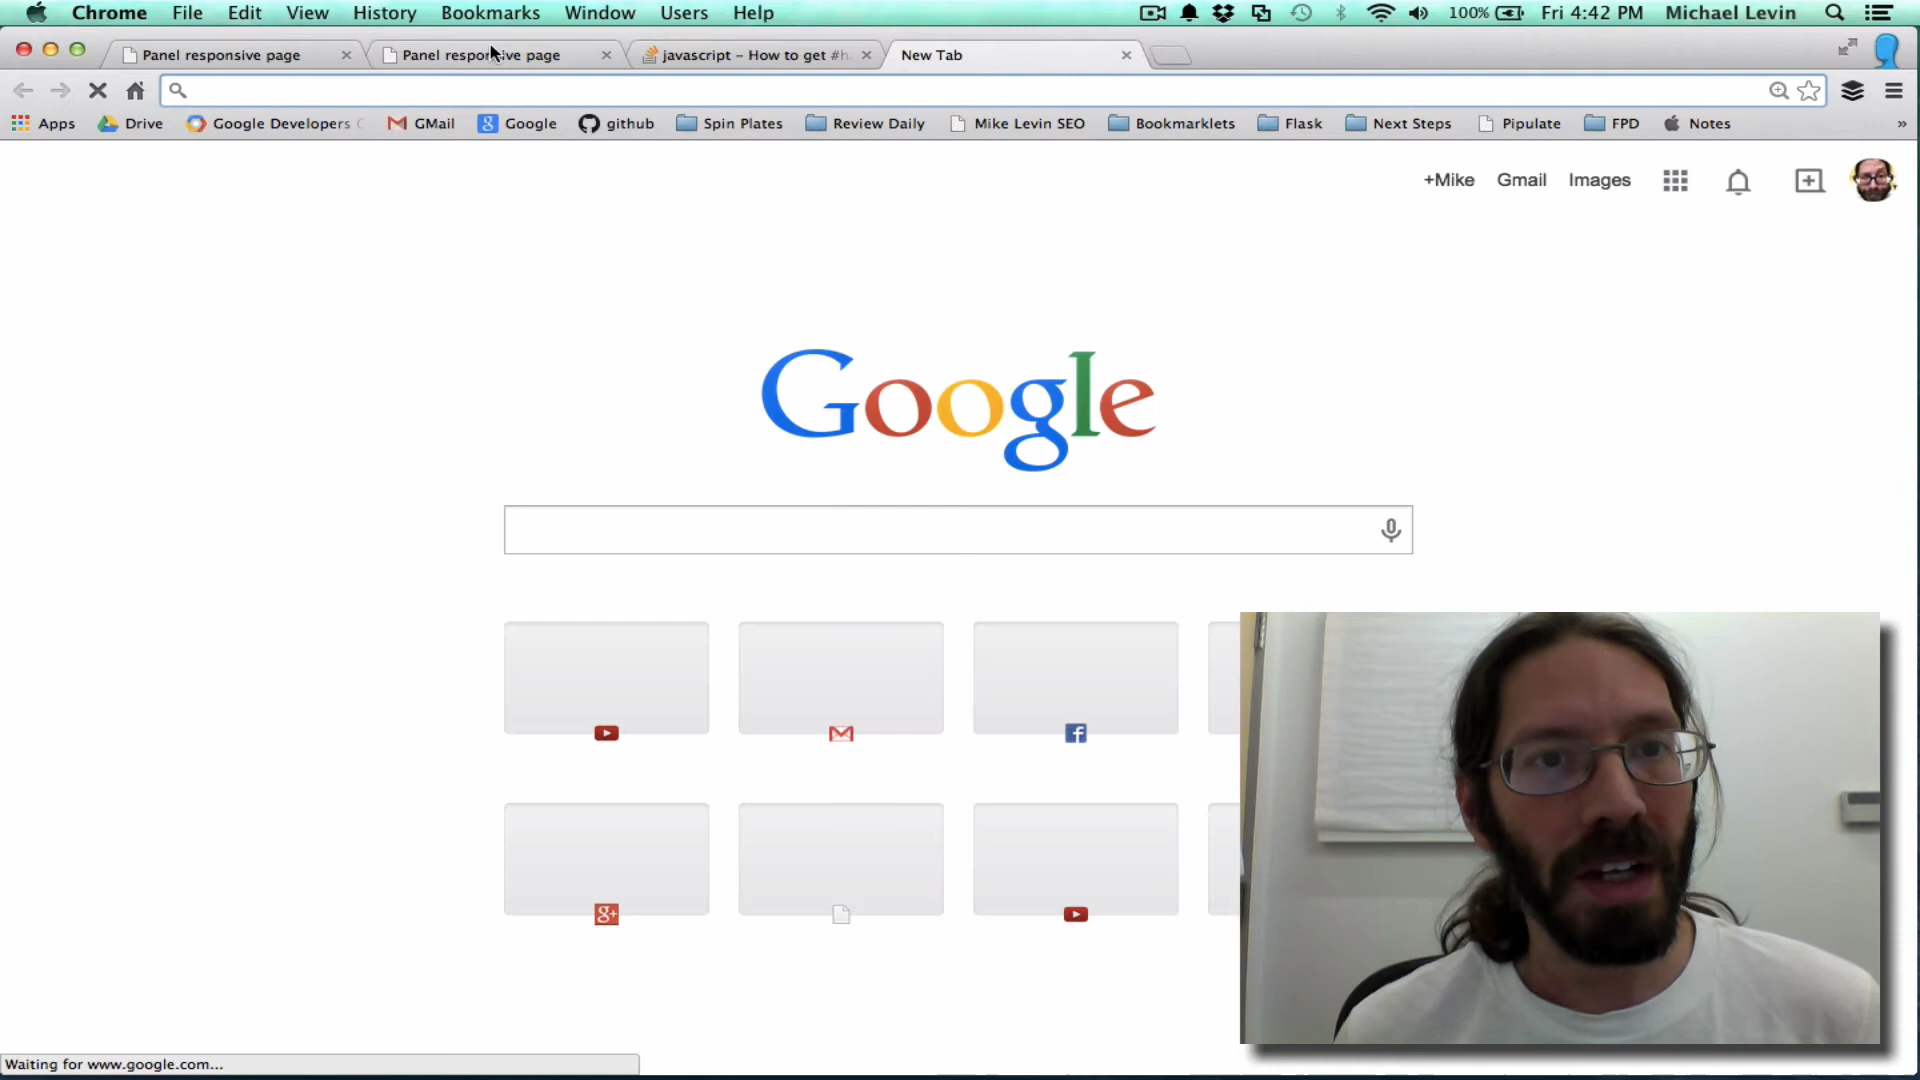 Chrome File Edit View History Bookmarks Window Users Help 100% Fri 4:42 PM Michael Levin
Panel responsive page Panel responsive page javascript – How to get #h New Tab
Apps Drive Google Developers GMail Google github Spin Plates Review Daily Mike Levin SEO Bookmarklets Flask Next Steps Pipulate FPD Notes »
+Mike Gmail Images
Google
Waiting for www.google.com...